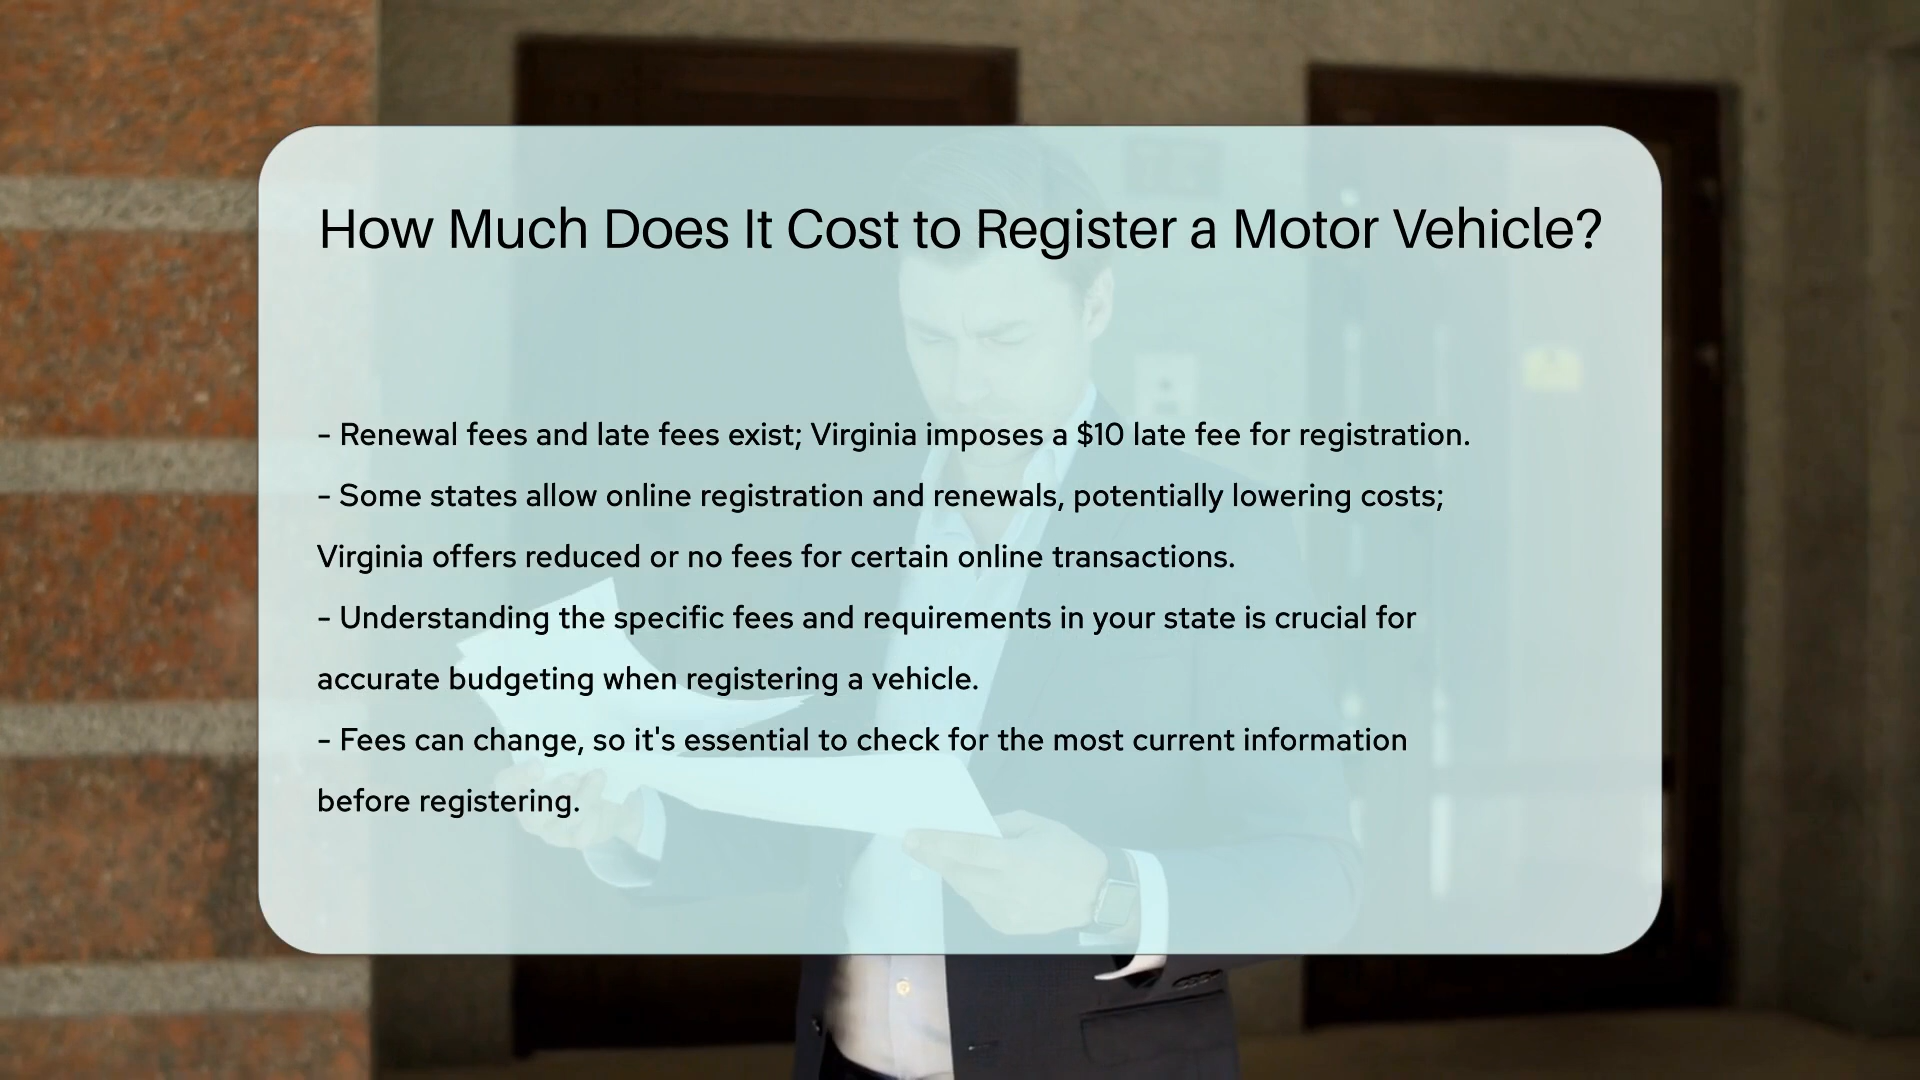 How Much Does It Cost to Register a Motor Vehicle?
- Renewal fees and late fees exist; Virginia imposes a $10 late fee for registration.
- Some states allow online registration and renewals, potentially lowering costs;
Virginia offers reduced or no fees for certain online transactions.
- Understanding the specific fees and requirements in your state is crucial for
accurate budgeting when registering a vehicle.
- Fees can change, so it's essential to check for the most current information
before registering.